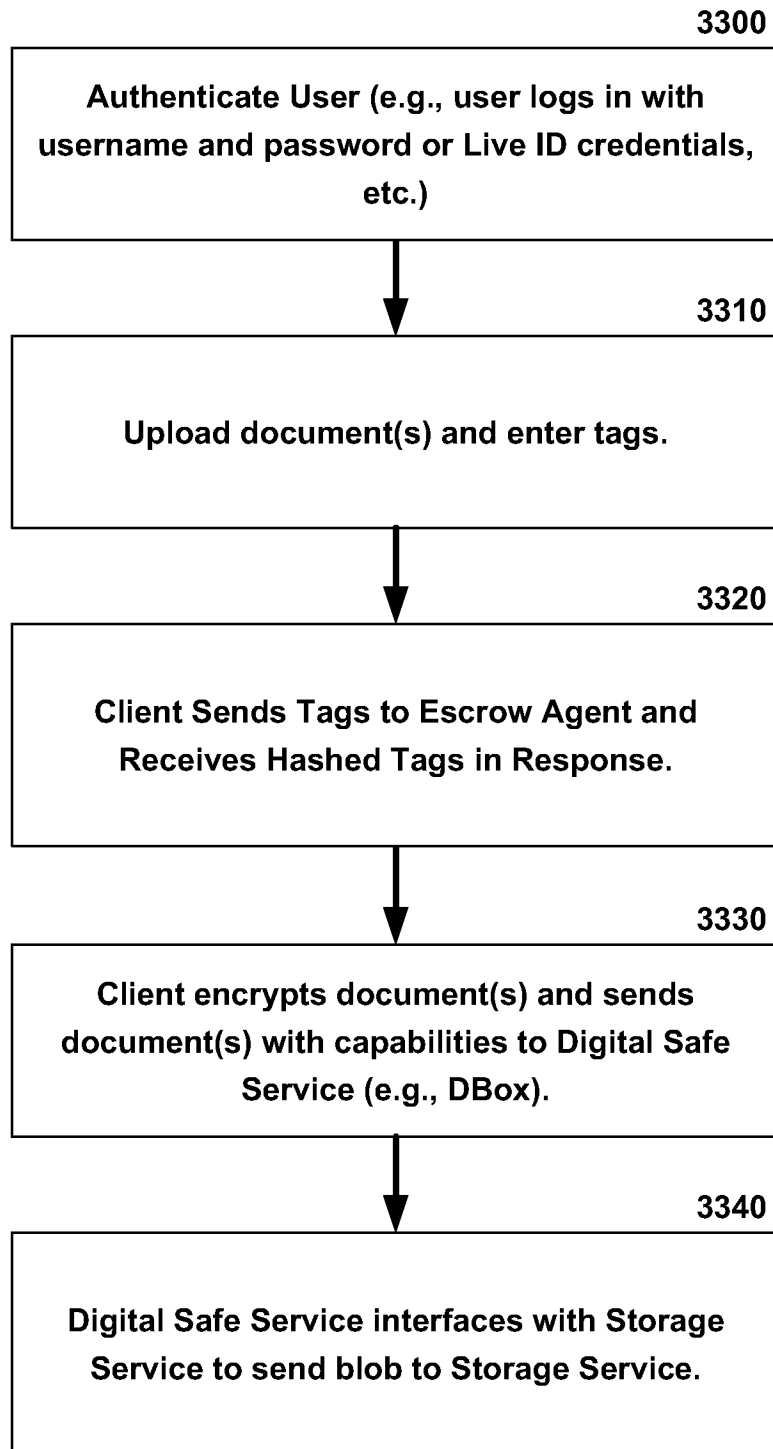 3300
Authenticate User (e.g., user logs in with
username and password or Live ID credentials,
etc.)
3310
Upload document(s) and enter tags.
3320
Client Sends Tags to Escrow Agent and
Receives Hashed Tags in Response.
3330
Client encrypts document(s) and sends
document(s) with capabilities to Digital Safe
Service (e.g., DBox).
3340
Digital Safe Service interfaces with Storage
Service to send blob to Storage Service.